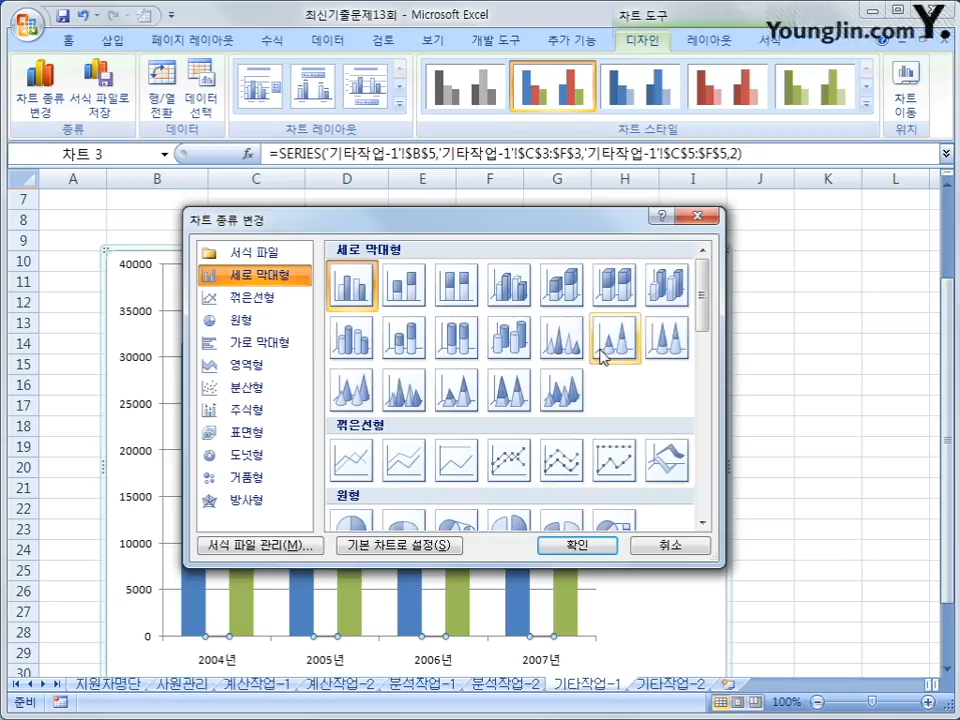 최신기출문제13회 - Microsoft Excel
차트 도구
Younglin.com Y.
홈 삽입 페이지 레이아웃 수식 데이터 검토 보기 개발 도구 추가 기능 디자인 레이아웃 서식
차트 종류 변경
서식 파일로 저장
행/열 전환
데이터 선택
차트 이동
종류 데이터 차트 레이아웃 차트 스타일 위치
차트 3
fx =SERIES('기타작업-1'!$B$5,'기타작업-1'!$C$3:$F$3,'기타작업-1'!$C$5:$F$5,2)
A B C D E F G H I J K L
7
8
9
10
11
12
13
14
15
16
17
18
19
20
21
22
23
24
25
26
27
28
29
30
40000
35000
30000
25000
20000
15000
10000
5000
0
2004년 2005년 2006년 2007년
차트 종류 변경
서식 파일
세로 막대형
꺾은선형
원형
가로 막대형
영역형
분산형
주식형
표면형
도넛형
거품형
방사형
세로 막대형
꺾은선형
원형
서식 파일 관리(M)... 기본 차트로 설정(S) 확인 취소
지원자명단 사원관리 계산작업-1 계산작업-2 분석작업-1 분석작업-2 기타작업-1 기타작업-2
준비 100%